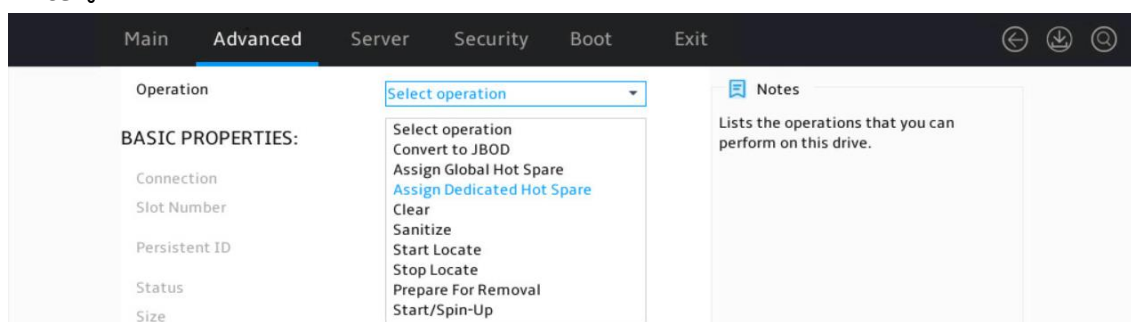 Main Advanced Server Security Boot Exit
Operation
Select operation
Select operation
Convert to JBOD
Assign Global Hot Spare
Assign Dedicated Hot Spare
Clear
Sanitize
Start Locate
Stop Locate
Prepare For Removal
Start/Spin-Up
BASIC PROPERTIES:
Connection
Slot Number
Persistent ID
Status
Size
Notes
Lists the operations that you can
perform on this drive.